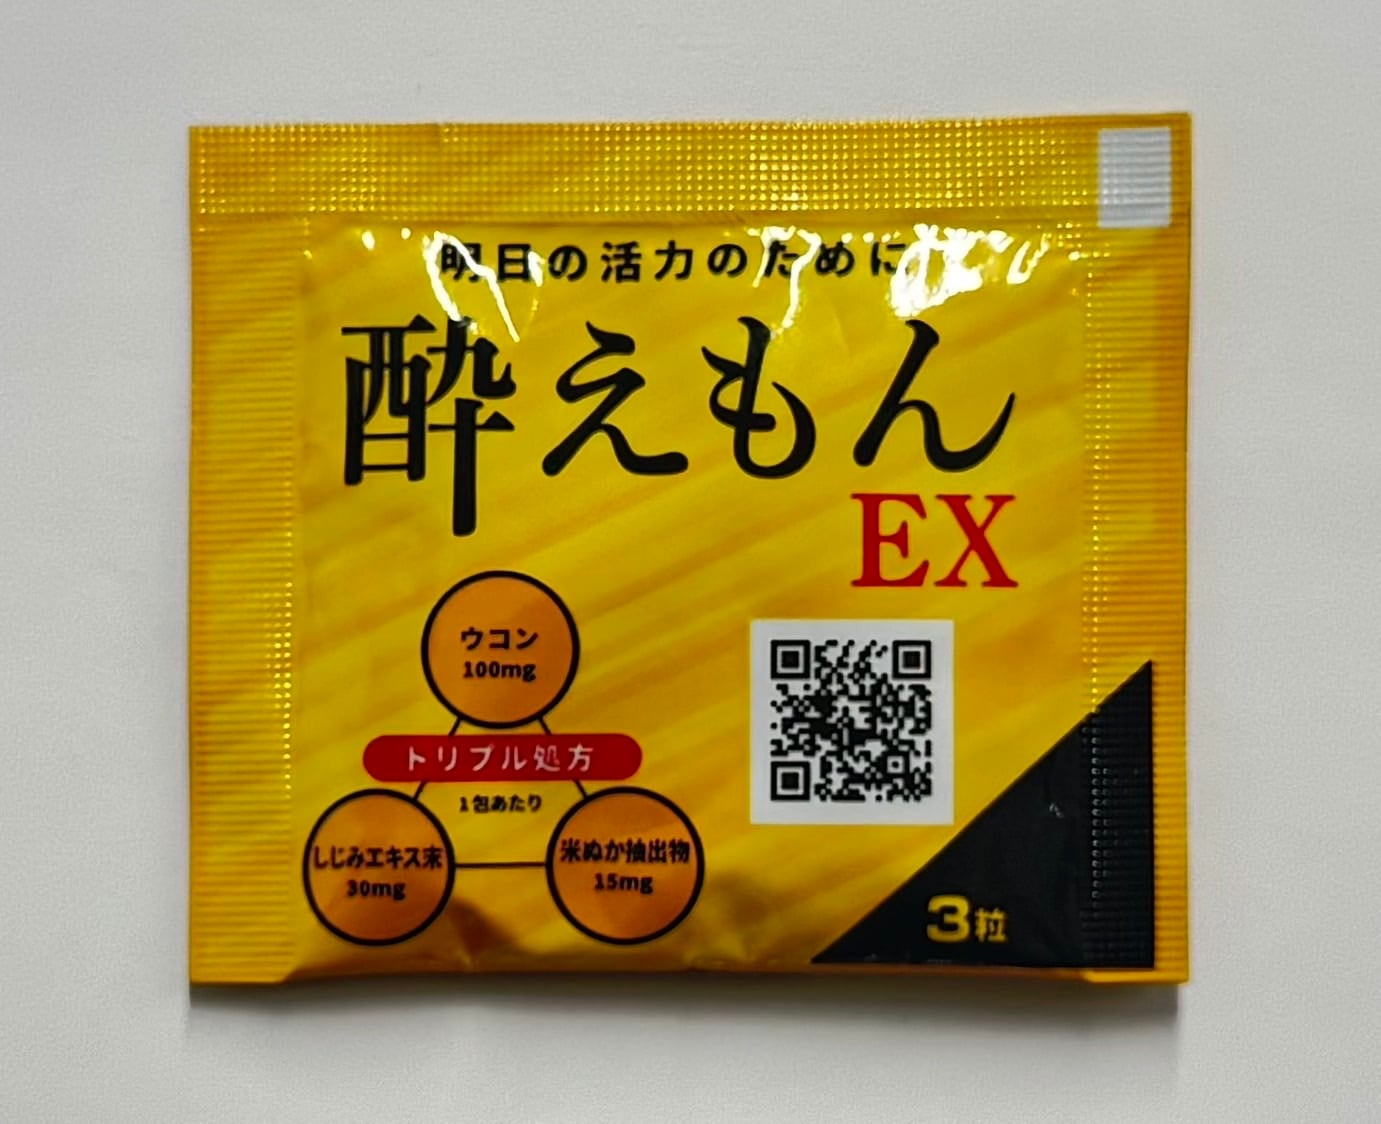 明日の活力のために
酔えもん
EX
ウコン
100mg
トリプル処方
1包あたり
しじみエキス末
30mg
米ぬか抽出物
15mg
3粒